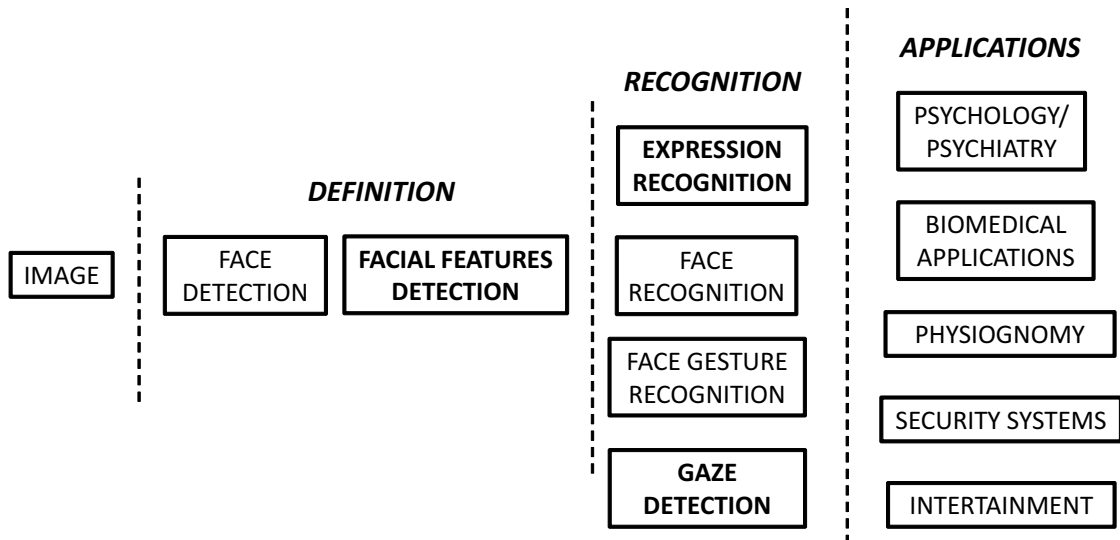 IMAGE
DEFINITION
FACE
DETECTION
FACIAL FEATURES
DETECTION
RECOGNITION
EXPRESSION
RECOGNITION
FACE
RECOGNITION
FACE GESTURE
RECOGNITION
GAZE
DETECTION
APPLICATIONS
PSYCHOLOGY/
PSYCHIATRY
BIOMEDICAL
APPLICATIONS
PHYSIOGNOMY
SECURITY SYSTEMS
INTERTAINMENT